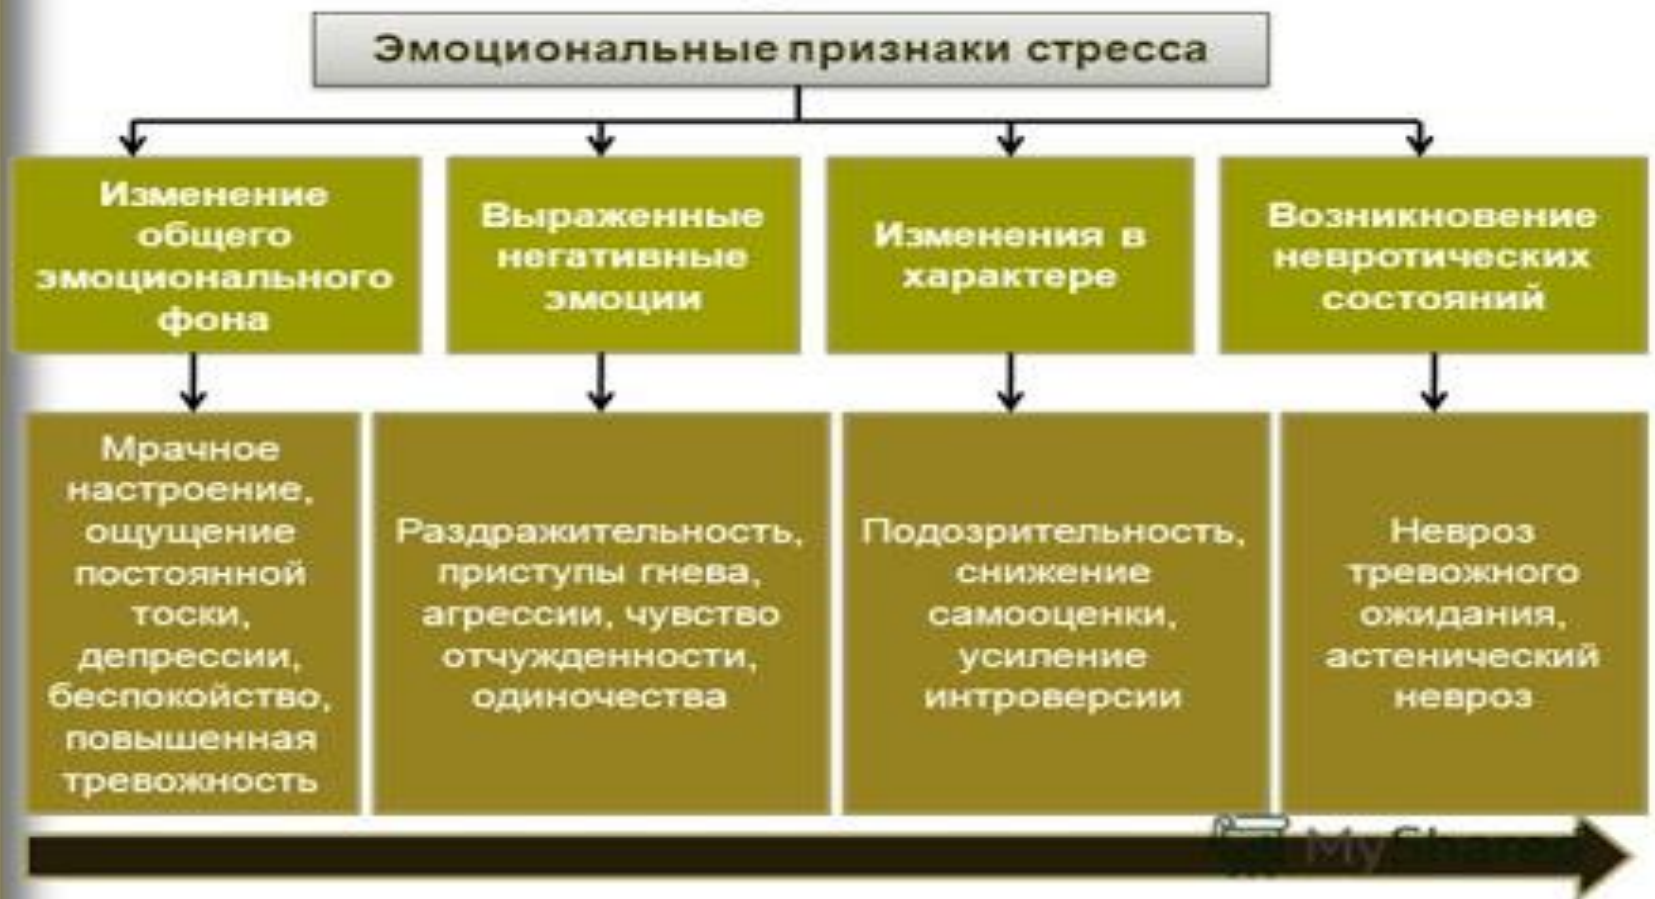 Эмоциональные признаки стресса
Изменение
общего
эмоционального
фона
Выраженные
негативные
эмоции
Изменения в
характере
Возникновение
невротических
состояний
Мрачное
настроение,
ощущение
постоянной
тоски,
депрессии,
беспокойство,
повышенная
тревожность
Раздражительность,
приступы гнева,
агрессии, чувство
отчужденности,
одиночества
Подозрительность,
снижение
самооценки,
усиление
интроверсии
Невроз
тревожного
ожидания,
астенический
невроз